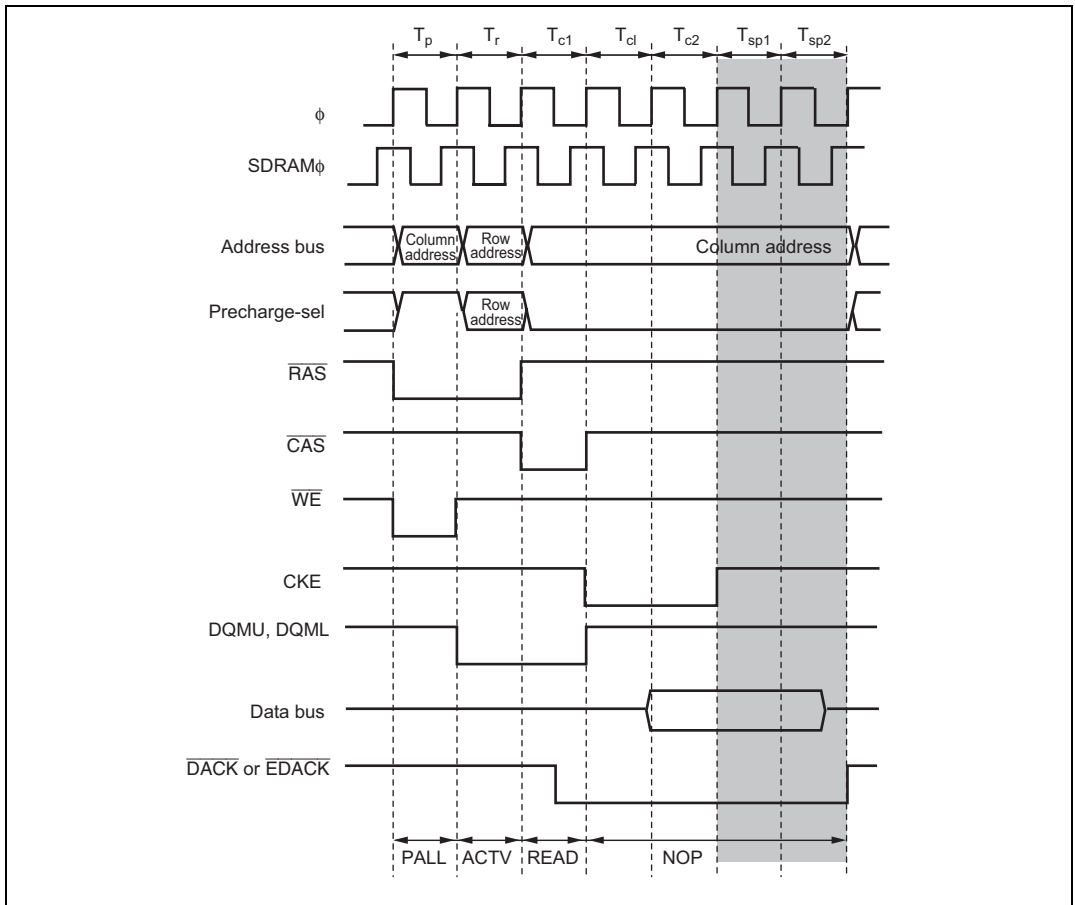 Tp Tr Tc1 Tcl Tc2 Tsp1 Tsp2
ϕ
SDRAMϕ
Address bus
Column address
Row address
Column address
Precharge-sel
Row address
RAS
CAS
WE
CKE
DQMU, DQML
Data bus
DACK or EDACK
PALL ACTV READ NOP